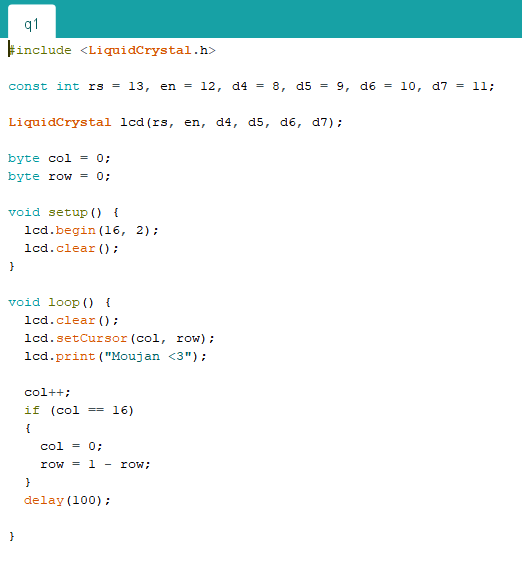 q1
#include <LiquidCrystal.h>
const int rs = 13, en = 12, d4 = 8, d5 = 9, d6 = 10, d7 = 11;
LiquidCrystal lcd(rs, en, d4, d5, d6, d7);
byte col = 0;
byte row = 0;
void setup() {
  lcd.begin(16, 2);
  lcd.clear();
}
void loop() {
  lcd.clear();
  lcd.setCursor(col, row);
  lcd.print("Moujan <3");
  col++;
  if (col == 16)
  {
    col = 0;
    row = 1 - row;
  }
  delay(100);
}